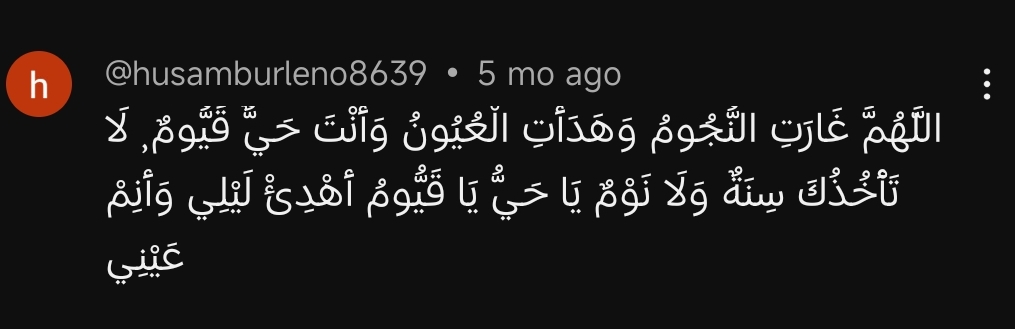 h
@husamburleno8639 • 5 mo ago
اللَّهُمَّ غَارَتِ النُّجُومُ وَهَدَأَتِ الْعُيُونُ وَأَنْتَ حَيٌّ قَيُّومٌ, لَا
تَأْخُذُكَ سِنَةٌ وَلَا نَوْمٌ يَا حَيُّ يَا قَيُّومُ أَهْدِئْ لَيْلِي وَأَنِمْ
عَيْنِي